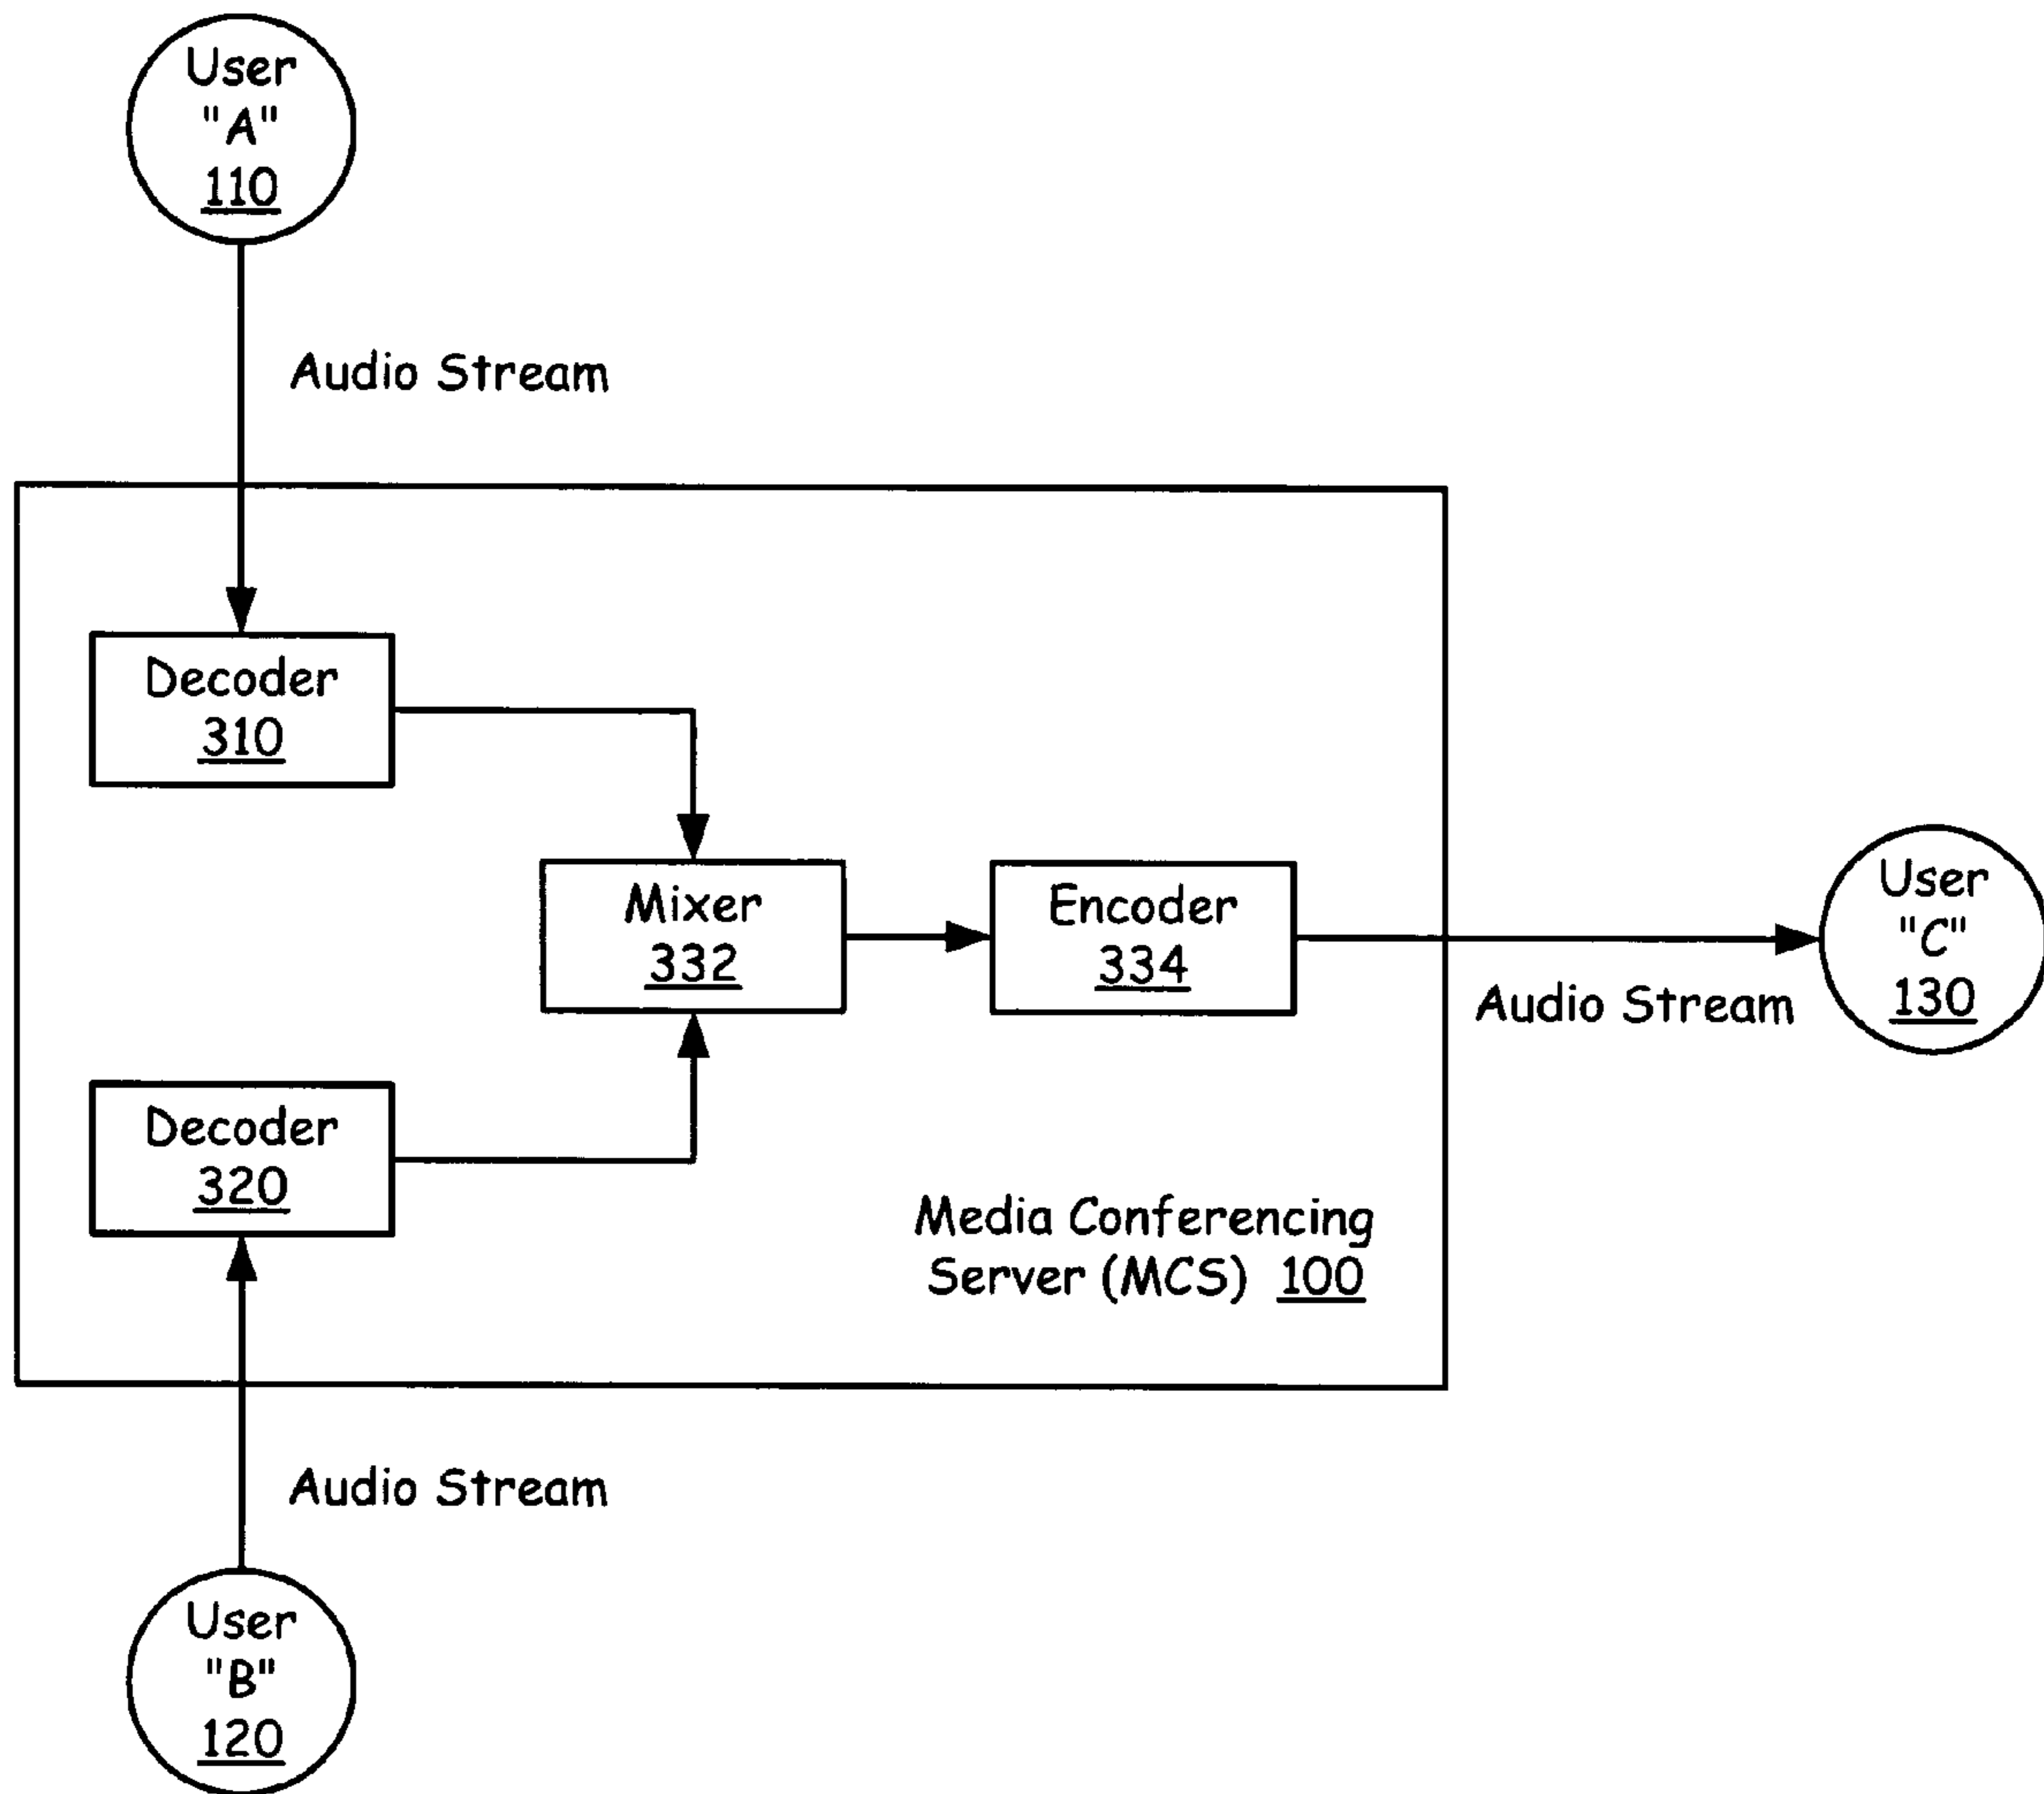 User
"A"
110
Audio Stream
Decoder
310
Mixer
332
Encoder
334
User
"C"
130
Audio Stream
Decoder
320
Media Conferencing
Server (MCS) 100
Audio Stream
User
"B"
120